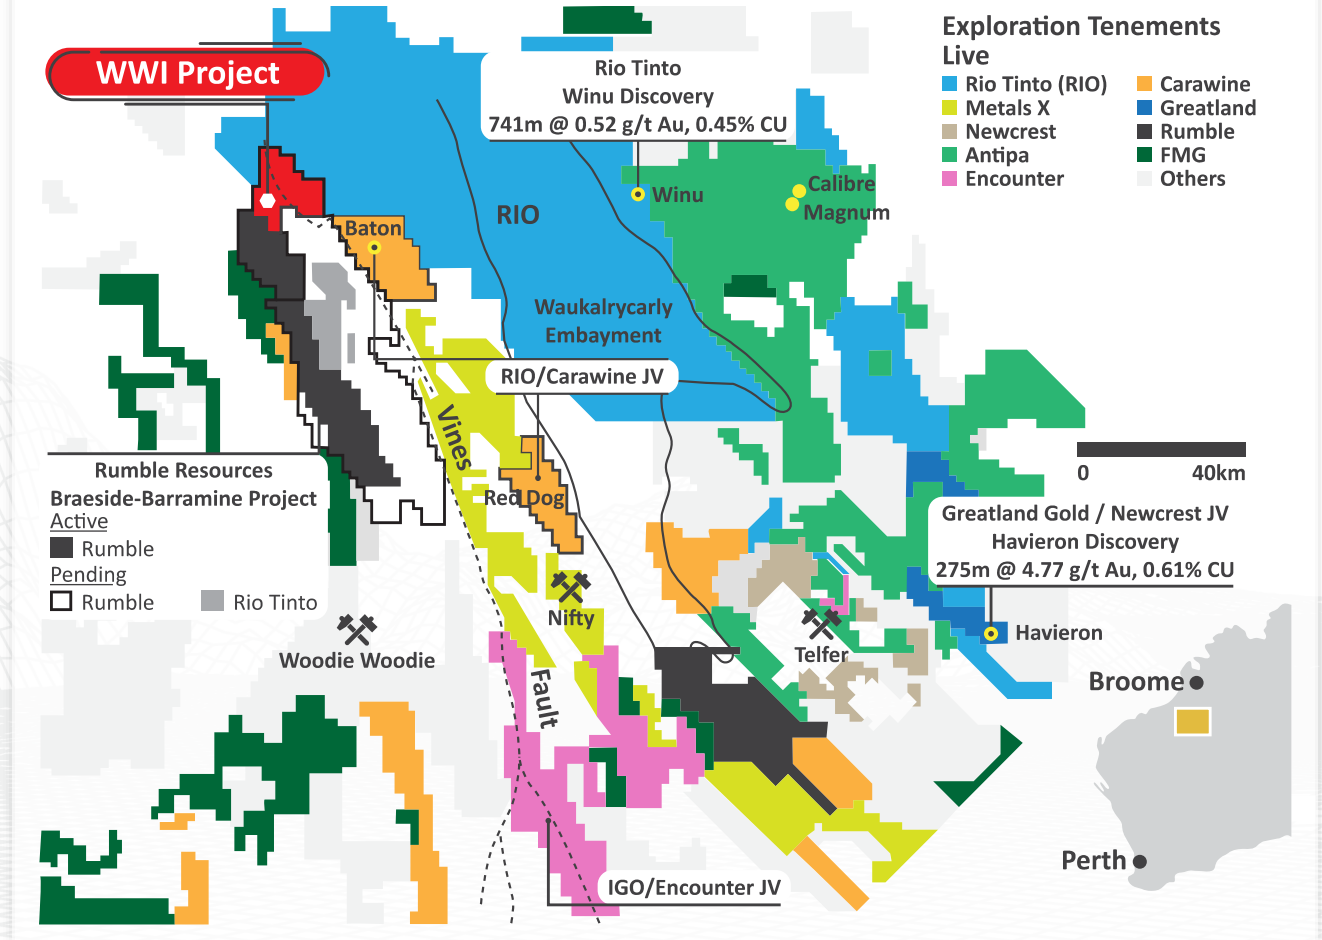 WWI Project
Rio Tinto
Winu Discovery
741m @ 0.52 g/t Au, 0.45% CU
Exploration Tenements
Live
Rio Tinto (RIO)
Metals X
Newcrest
Antipa
Encounter
Carawine
Greatland
Rumble
FMG
Others
Calibre
Magnum
Winu
RIO
Baton
Waukalrycarly
Embayment
RIO/Carawine JV
Vines
Fault
Red Dog
0 40km
Rumble Resources
Braeside-Barramine Project
Active
Rumble
Pending
Rumble
Rio Tinto
Greatland Gold / Newcrest JV
Havieron Discovery
275m @ 4.77 g/t Au, 0.61% CU
Nifty
Havieron
Telfer
Woodie Woodie
Broome
Perth
IGO/Encounter JV